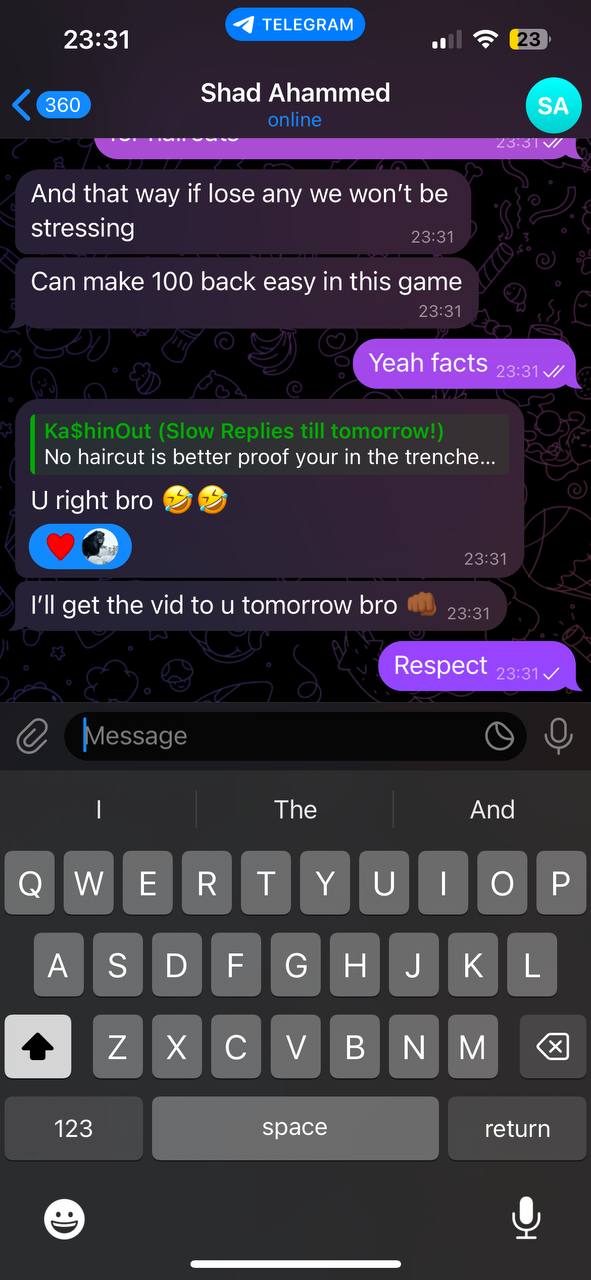 23:31
TELEGRAM
23
360
Shad Ahammed
online
SA
for haircuts
23:31
And that way if lose any we won’t be
stressing
23:31
Can make 100 back easy in this game
23:31
Yeah facts 23:31
Ka$hinOut (Slow Replies till tomorrow!)
No haircut is better proof your in the trenche...
U right bro 🤣🤣
❤️
23:31
I’ll get the vid to u tomorrow bro 👊🏾 23:31
Respect 23:31
Message
I The And
Q W E R T Y U I O P
A S D F G H J K L
Z X C V B N M
123 space return